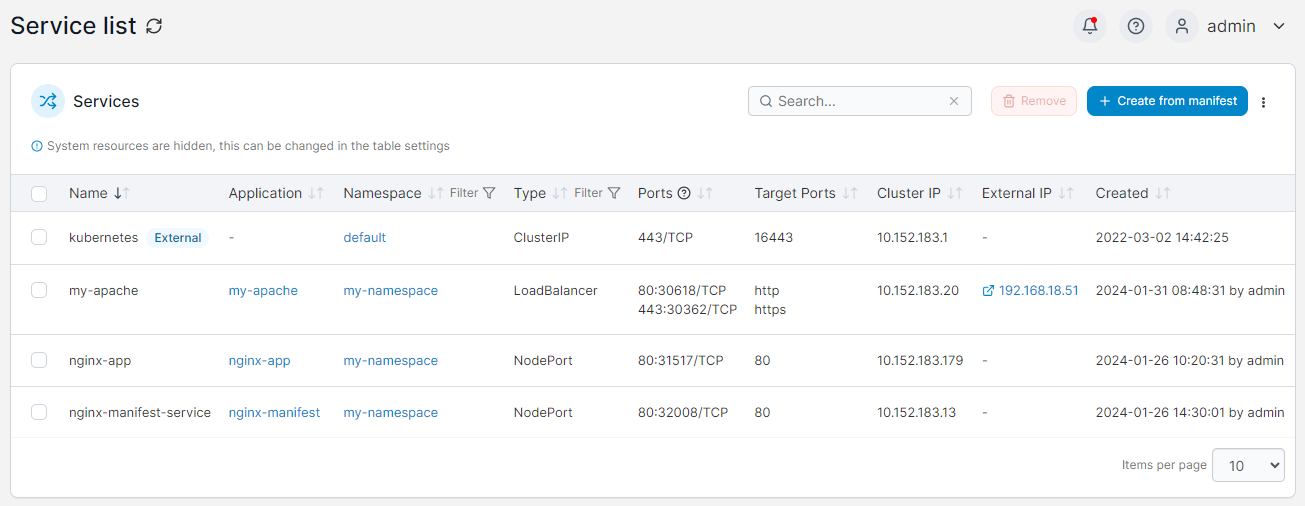 Service list
admin
Services
Search...
Remove
Create from manifest
System resources are hidden, this can be changed in the table settings
Name Application Namespace Filter Type Filter Ports Target Ports Cluster IP External IP Created
kubernetes External - default ClusterIP 443/TCP 16443 10.152.183.1 - 2022-03-02 14:42:25
my-apache my-apache my-namespace LoadBalancer 80:30618/TCP http 10.152.183.20 192.168.18.51 2024-01-31 08:48:31 by admin
443:30362/TCP https
nginx-app nginx-app my-namespace NodePort 80:31517/TCP 80 10.152.183.179 - 2024-01-26 10:20:31 by admin
nginx-manifest-service nginx-manifest my-namespace NodePort 80:32008/TCP 80 10.152.183.13 - 2024-01-26 14:30:01 by admin
Items per page 10